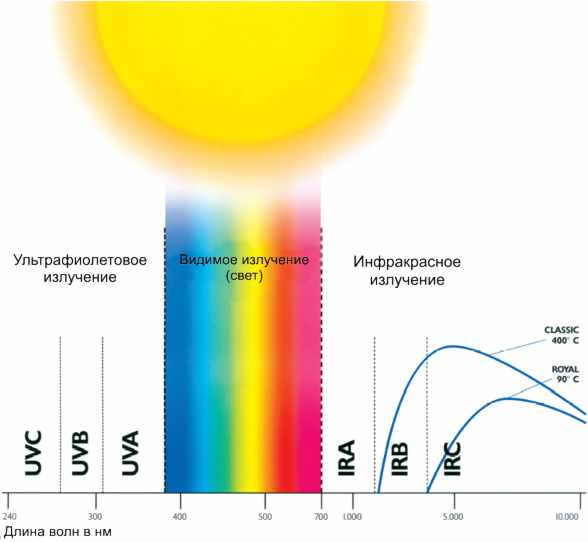 Ультрафиолетовое
излучение
Видимое излучение
(свет)
Инфракрасное
излучение
CLASSIC
400° C
ROYAL
90° C
UVC
UVB
UVA
IRA
IRB
IRC
240
300
400
500
600
700
1.000
5.000
10.000
Длина волн в нм